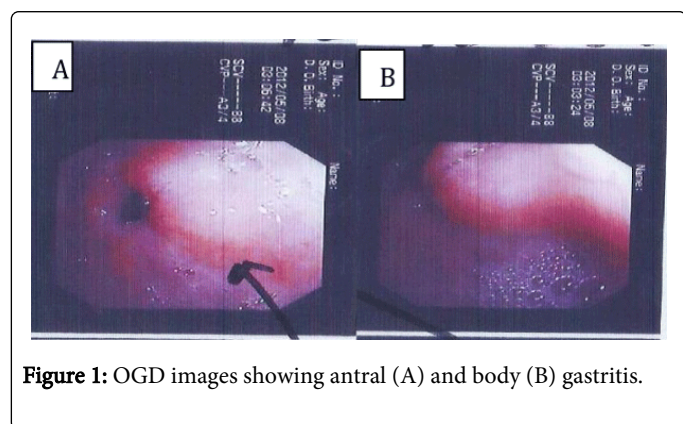 A
ID No.:
Sex: Age:
D. O. Birth:
2012/05/08
03:06:42
SCV-----B8
CVP---A3/4
Name:
B
ID No.:
Sex: Age:
D. O. Birth:
2012/05/08
03:03:24
SCV-----B8
CVP---A3/4
Name:
Figure 1: OGD images showing antral (A) and body (B) gastritis.